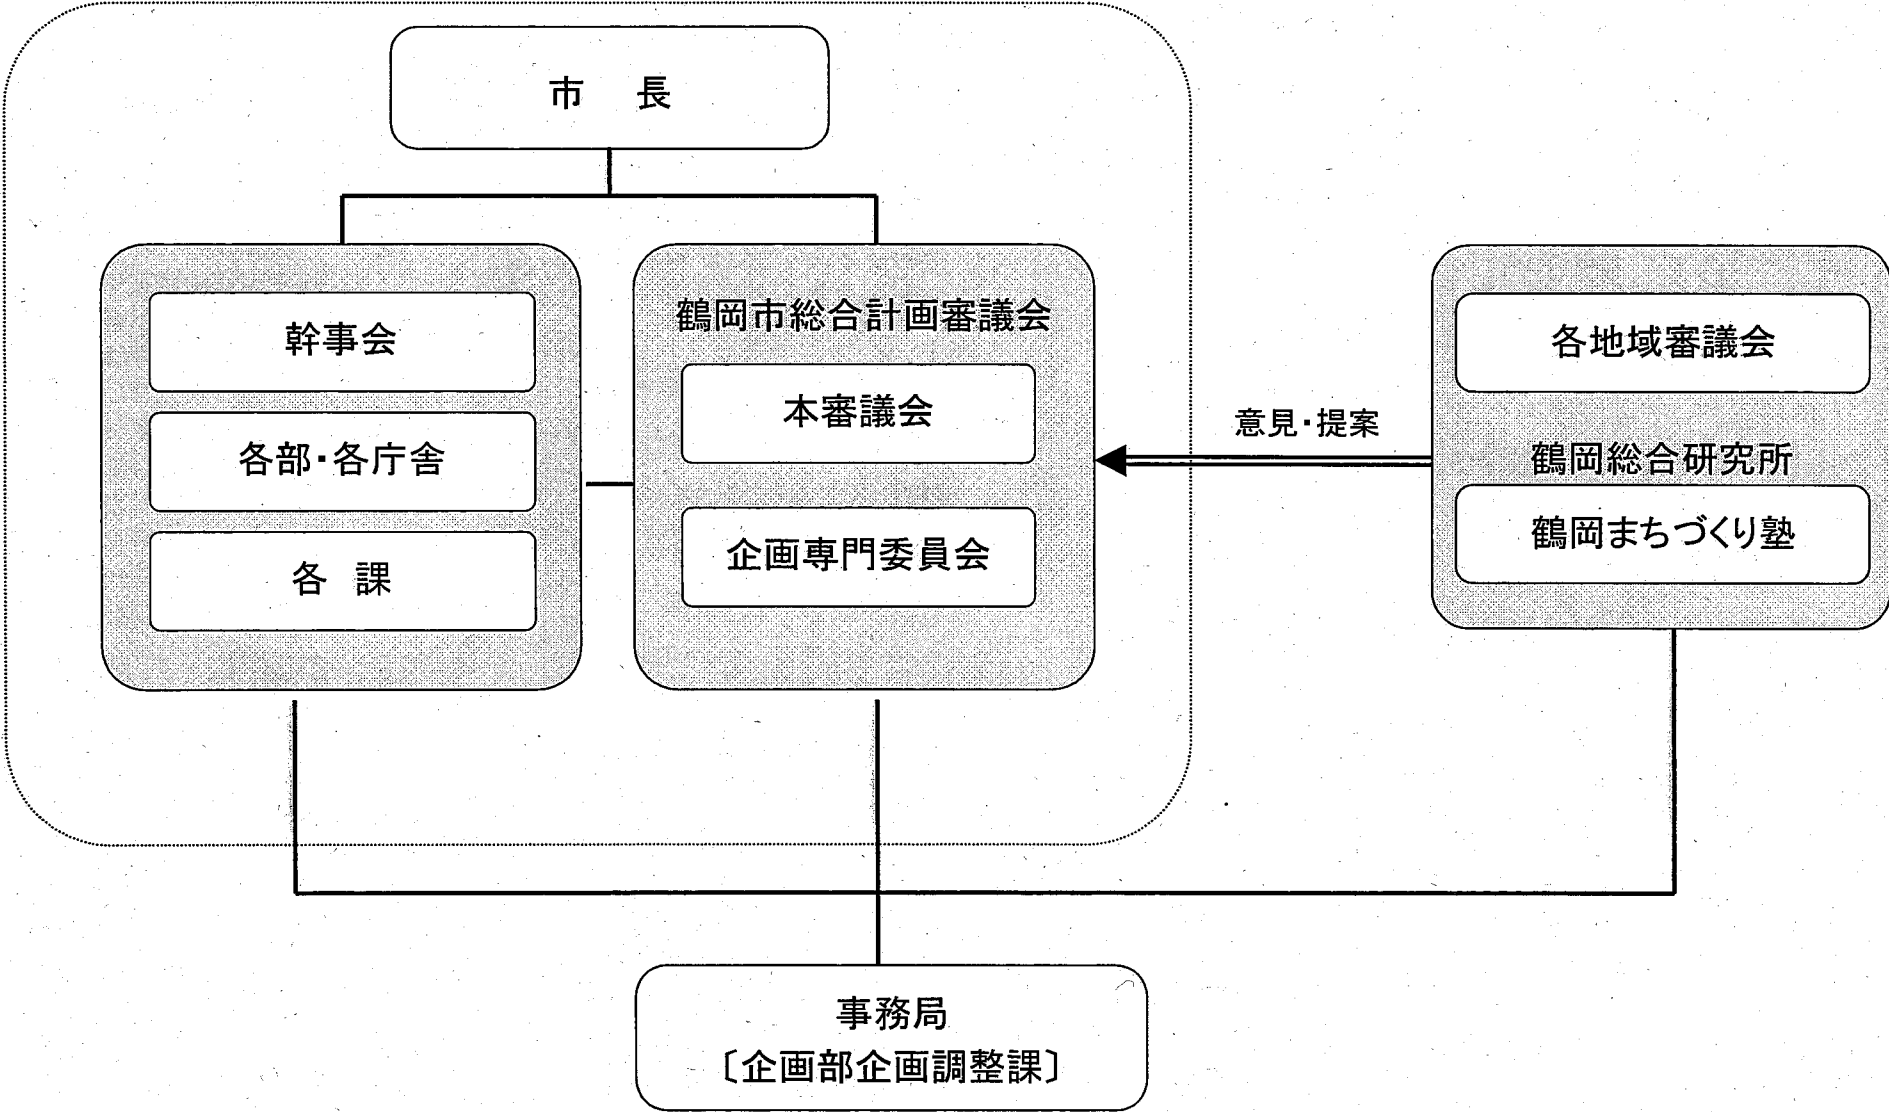 市　長
幹事会
各部・各庁舎
各　課
鶴岡市総合計画審議会
本審議会
企画専門委員会
意見・提案
各地域審議会
鶴岡総合研究所
鶴岡まちづくり塾
事務局
〔企画部企画調整課〕